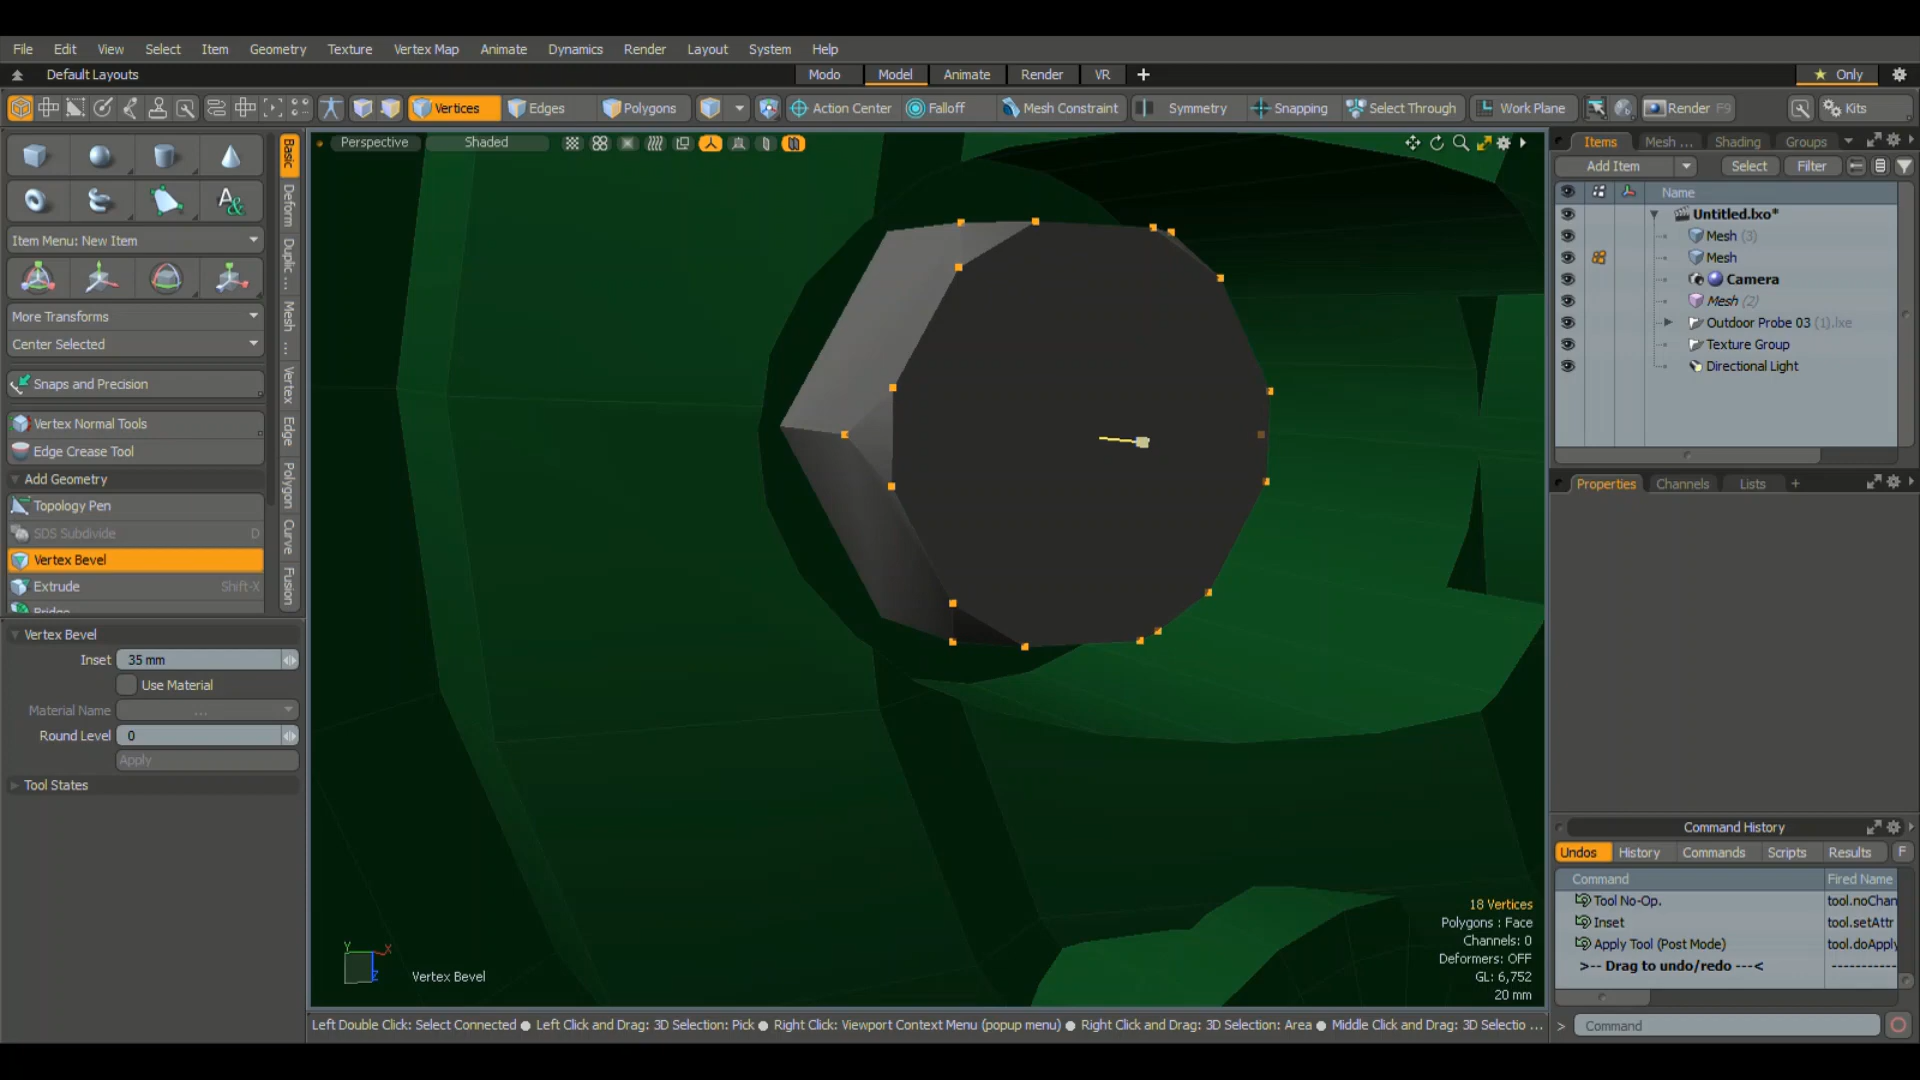 File Edit View Select Item Geometry Texture Vertex Map Animate Dynamics Render Layout System Help
Default Layouts Modo Model Animate Render VR + Only
Vertices Edges Polygons Action Center Falloff Mesh Constraint Symmetry Snapping Select Through Work Plane Render F9 Kits
Perspective Shaded
Basic
Deform
Duplic ...
Mesh ...
Vertex
Edge
Polygon
Curve
Fusion
Item Menu: New Item
More Transforms
Center Selected
Snaps and Precision
Vertex Normal Tools
Edge Crease Tool
Add Geometry
Topology Pen
SDS Subdivide D
Vertex Bevel
Extrude Shift-X
Bridge
Vertex Bevel
Inset 35 mm
Use Material
Material Name ...
Round Level 0
Apply
Tool States
18 Vertices
Polygons : Face
Channels: 0
Deformers: OFF
GL: 6,752
20 mm
Y X Z
Vertex Bevel
Left Double Click: Select Connected ● Left Click and Drag: 3D Selection: Pick ● Right Click: Viewport Context Menu (popup menu) ● Right Click and Drag: 3D Selection: Area ● Middle Click and Drag: 3D Selectio ...
Items Mesh ... Shading Groups
Add Item Select Filter
Name
Untitled.lxo*
Mesh (3)
Mesh
Camera
Mesh (2)
Outdoor Probe 03 (1).lxe
Texture Group
Directional Light
Properties Channels Lists +
Command History
Undos History Commands Scripts Results F
Command Fired Name
Tool No-Op. tool.noChan
Inset tool.setAttr
Apply Tool (Post Mode) tool.doApply
>-- Drag to undo/redo ---< ----------
> Command